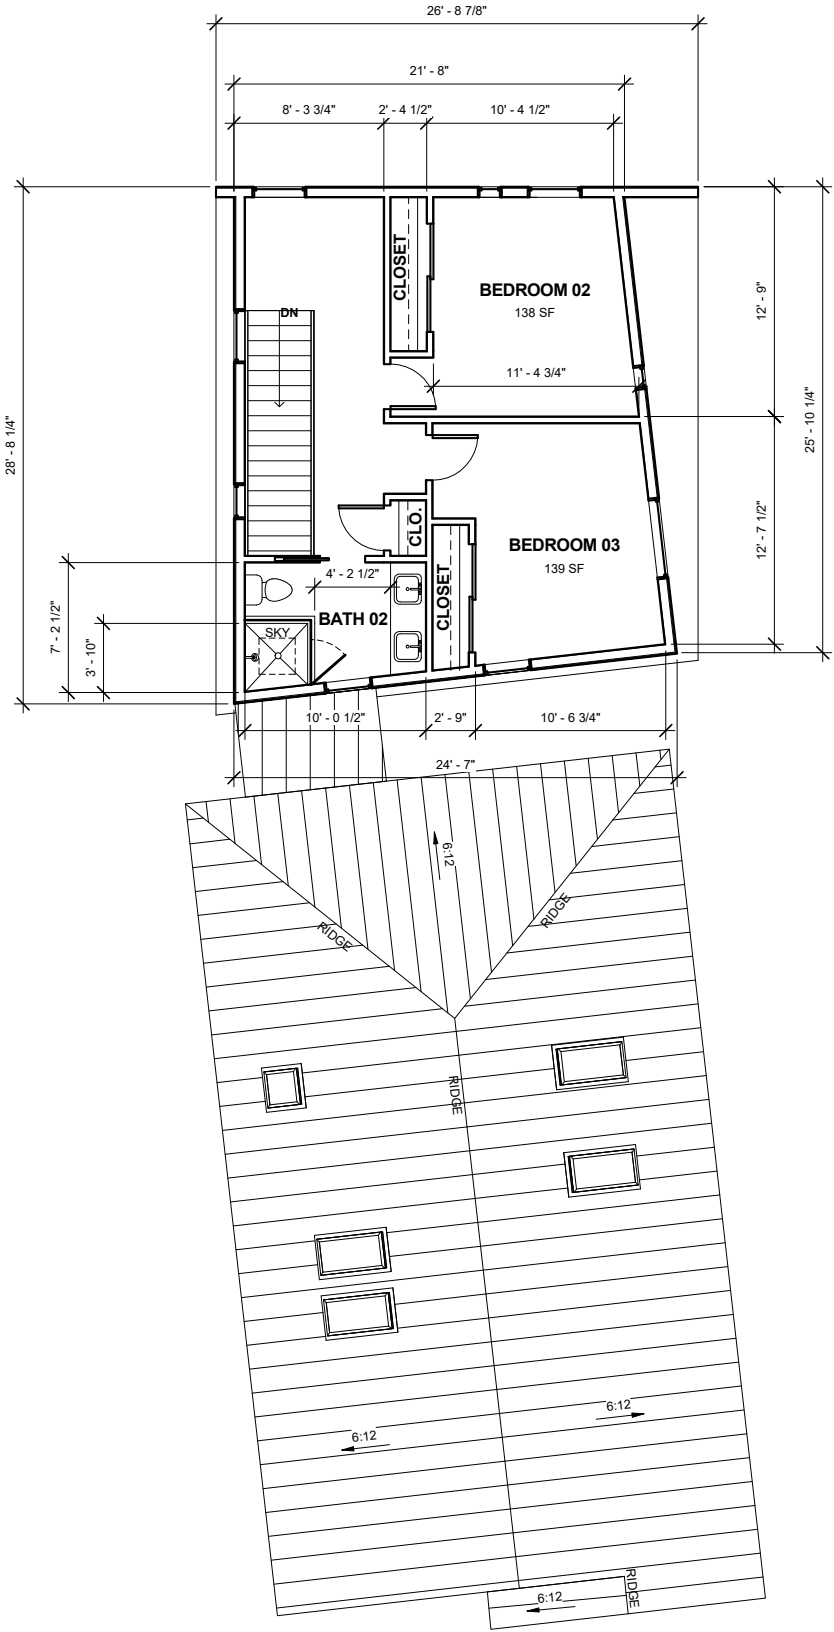 26' - 8 7/8"
21' - 8"
8' - 3 3/4"
2' - 4 1/2"
10' - 4 1/2"
CLOSET
BEDROOM 02
138 SF
12' - 9"
DN
11' - 4 3/4"
28' - 8 1/4"
25' - 10 1/4"
CLO.
BEDROOM 03
139 SF
12' - 7 1/2"
4' - 2 1/2"
CLOSET
BATH 02
7' - 2 1/2"
SKY
3' - 10"
10' - 0 1/2"
2' - 9"
10' - 6 3/4"
24' - 7"
6:12
RIDGE
RIDGE
RIDGE
6:12
6:12
6:12
RIDGE